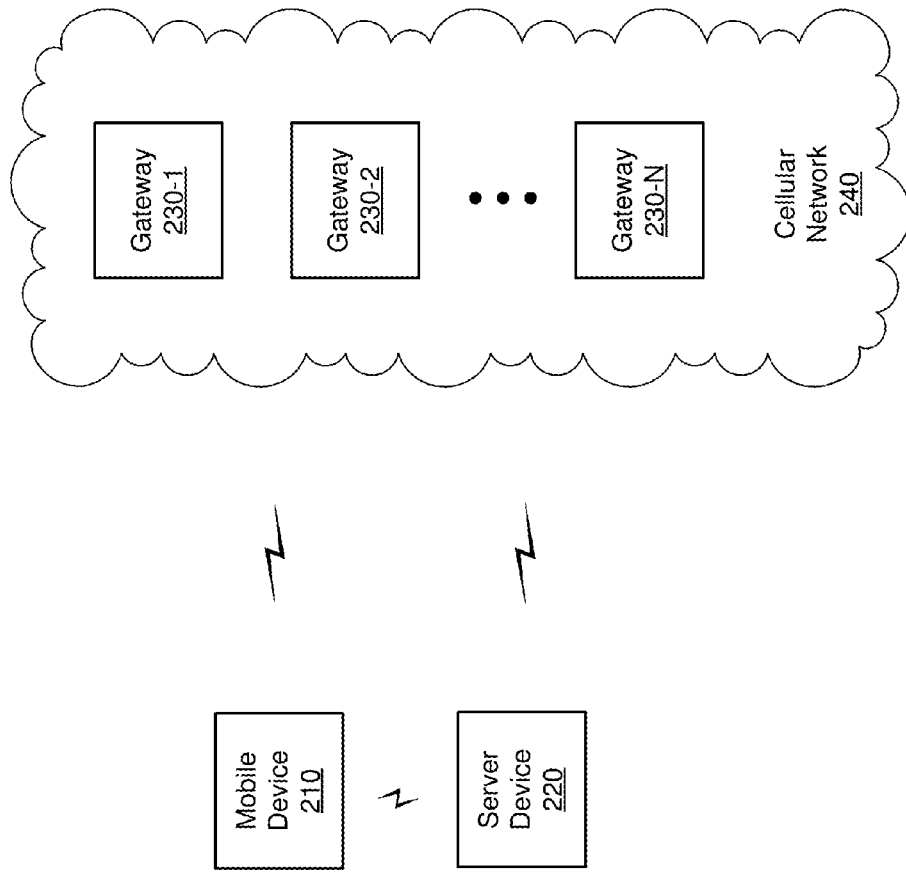 Mobile
Device
210
Server
Device
220
Gateway
230-1
Gateway
230-2
Gateway
230-N
Cellular
Network
240